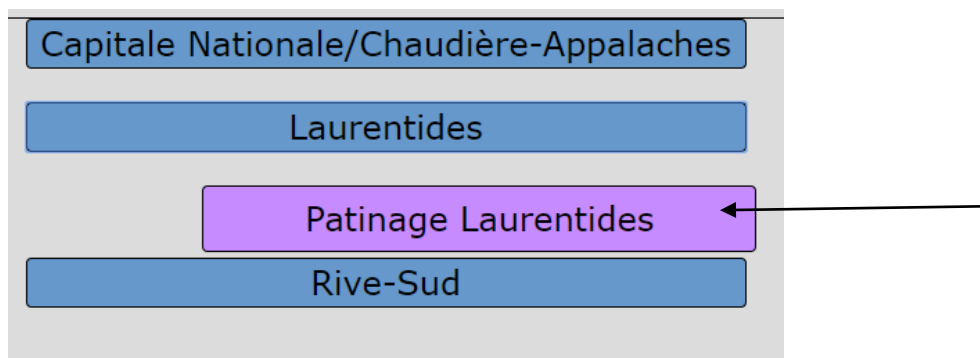 Capitale Nationale/Chaudière-Appalaches
Laurentides
Patinage Laurentides
Rive-Sud